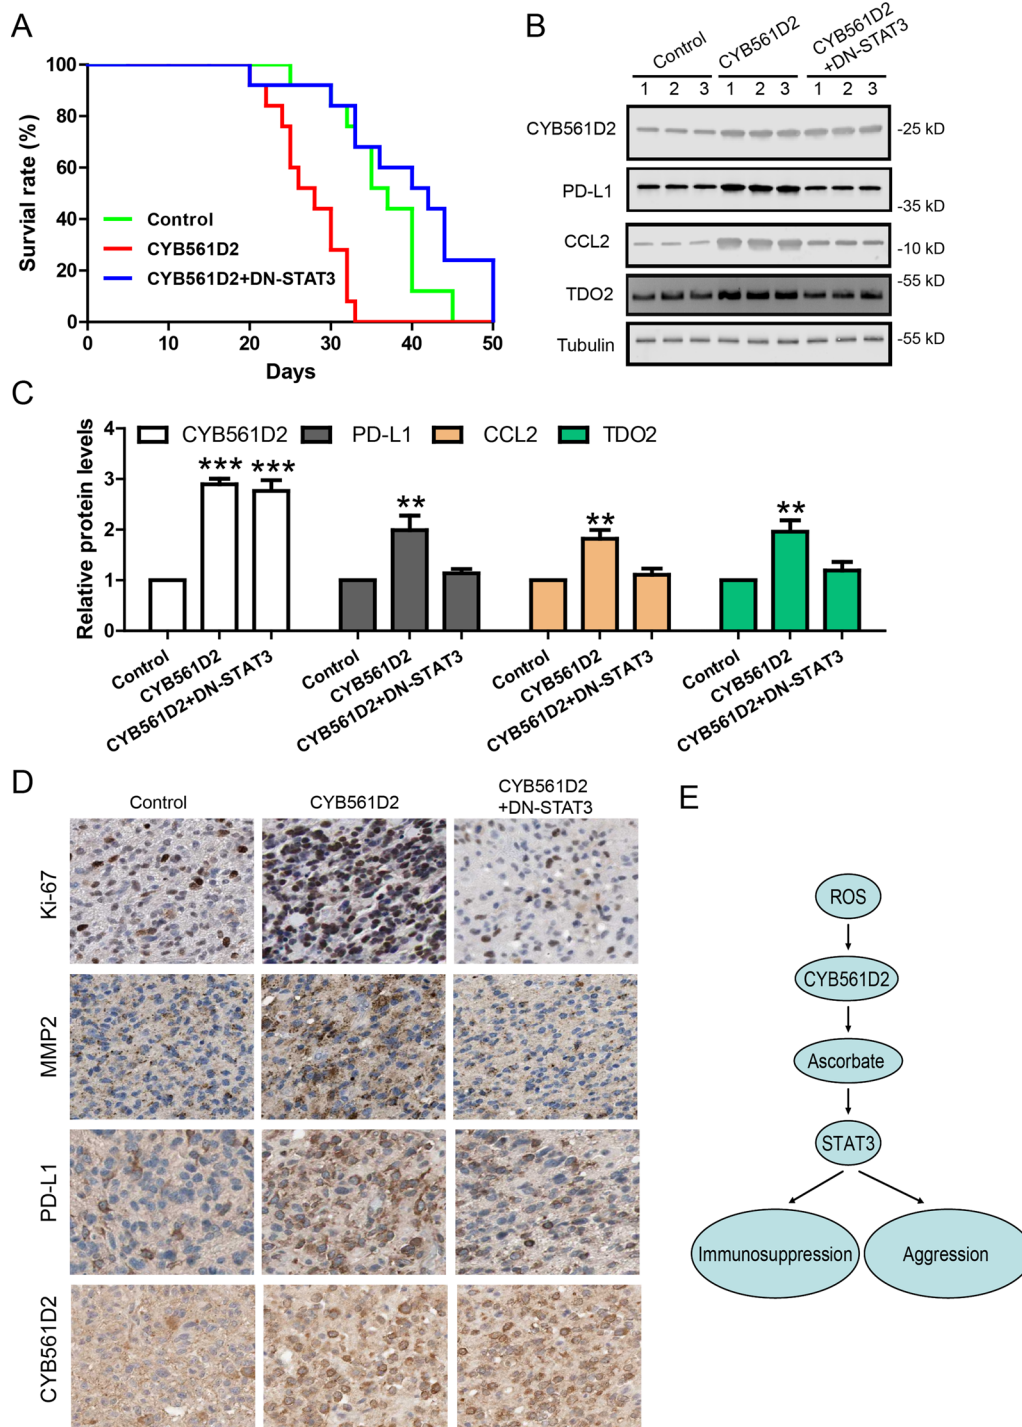 A
Survial rate (%)
100
80
60
40
20
0
Control
CYB561D2
CYB561D2+DN-STAT3
0 10 20 30 40 50
Days
B
Control
CYB561D2
CYB561D2
+DN-STAT3
1 2 3 1 2 3 1 2 3
CYB561D2
-25 kD
PD-L1
-35 kD
CCL2
-10 kD
TDO2
-55 kD
Tubulin
-55 kD
C
Relative protein levels
4
3
2
1
0
CYB561D2 PD-L1 CCL2 TDO2
*** *** ** ** **
Control CYB561D2 CYB561D2+DN-STAT3 Control CYB561D2 CYB561D2+DN-STAT3 Control CYB561D2 CYB561D2+DN-STAT3 Control CYB561D2 CYB561D2+DN-STAT3
D
Control
CYB561D2
CYB561D2
+DN-STAT3
Ki-67
MMP2
PD-L1
CYB561D2
E
ROS
CYB561D2
Ascorbate
STAT3
Immunosuppression
Aggression